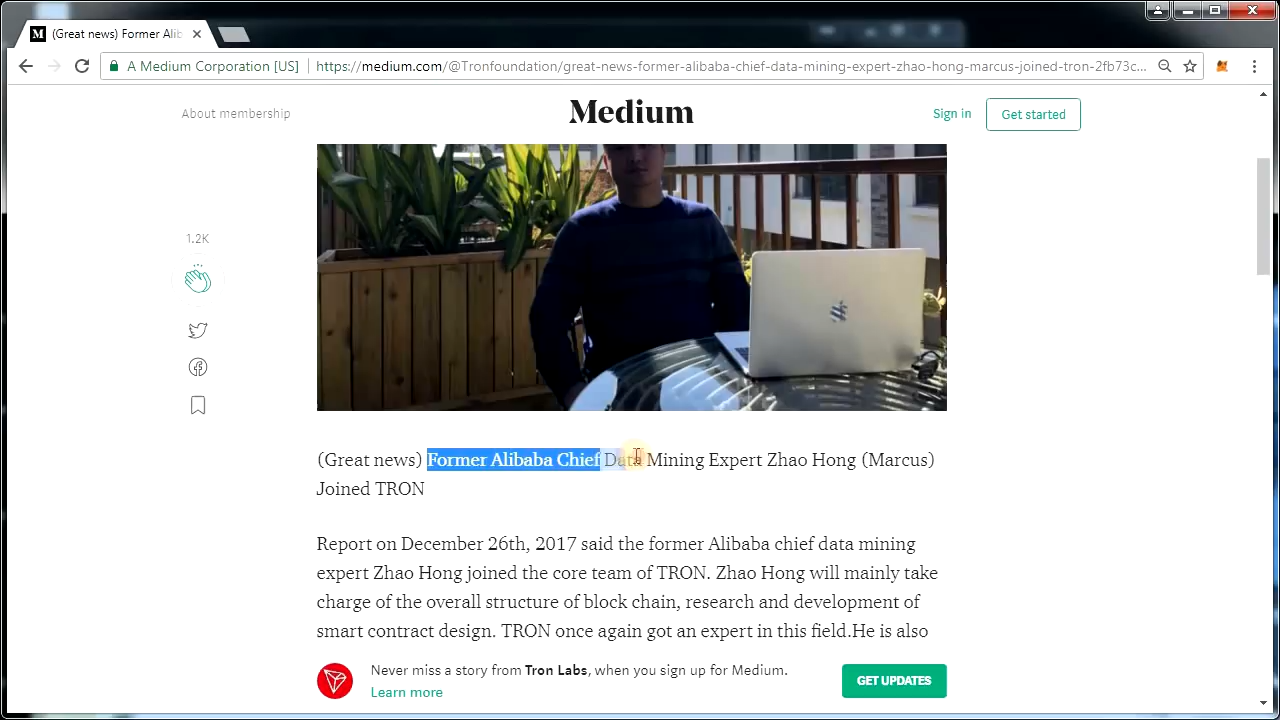 (Great news) Former Alib
A Medium Corporation [US]
https://medium.com/@Tronfoundation/great-news-former-alibaba-chief-data-mining-expert-zhao-hong-marcus-joined-tron-2fb73c...
About membership
Medium
Sign in
Get started
1.2K
(Great news) Former Alibaba Chief Data Mining Expert Zhao Hong (Marcus)
Joined TRON
Report on December 26th, 2017 said the former Alibaba chief data mining
expert Zhao Hong joined the core team of TRON. Zhao Hong will mainly take
charge of the overall structure of block chain, research and development of
smart contract design. TRON once again got an expert in this field.He is also
Never miss a story from Tron Labs, when you sign up for Medium.
Learn more
GET UPDATES